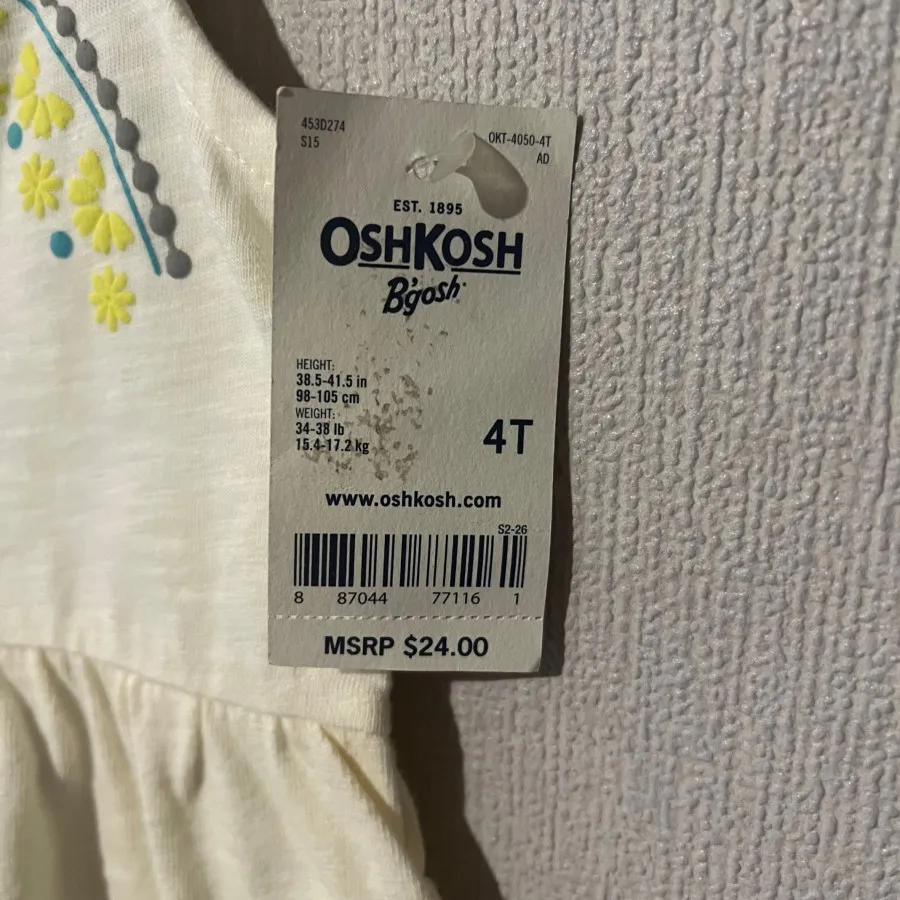 453D274
S15
OKT-4050-4T
AD
EST. 1895
OSHKOSH
B'gosh
HEIGHT:
38.5-41.5 in
98-105 cm
WEIGHT:
34-38 lb
15.4-17.2 kg
4T
www.oshkosh.com
S2-26
8 87044 77116 1
MSRP $24.00